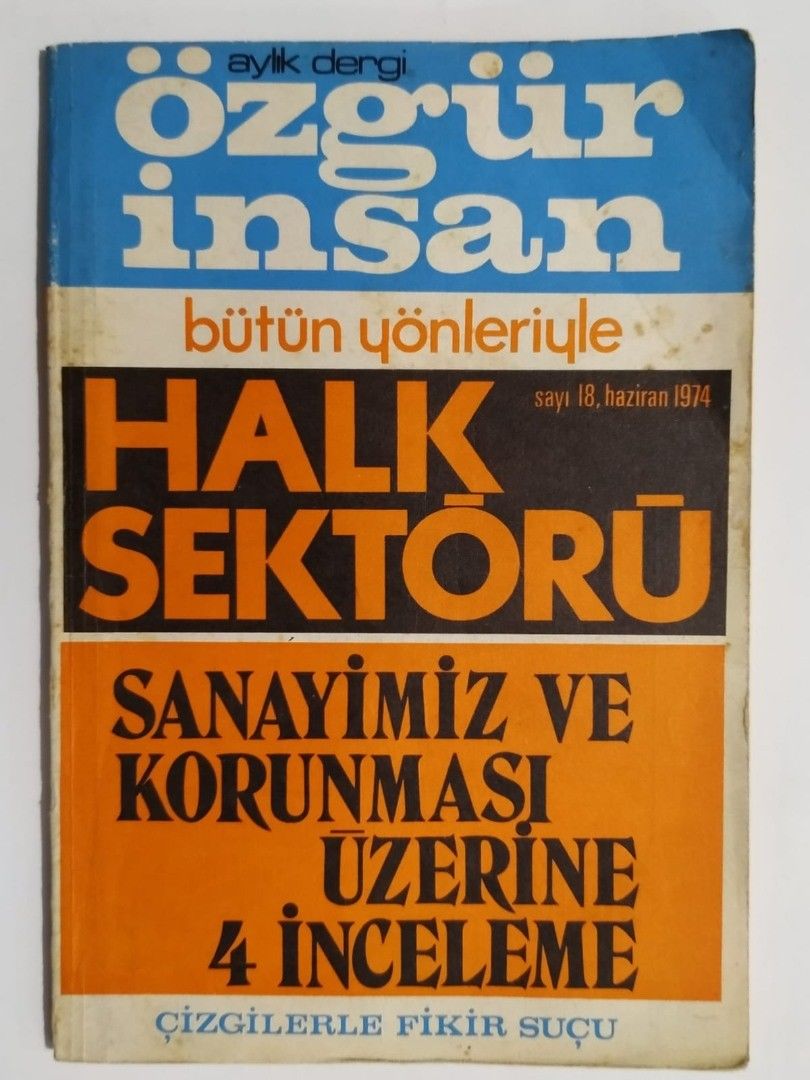 aylık dergi
özgür
insan
bütün yönleriyle
sayı 18, haziran 1974
HALK
SEKTÖRÜ
SANAYİMİZ VE
KORUNMASI
ÜZERİNE
4 İNCELEME
ÇİZGİLERLE FİKİR SUÇU